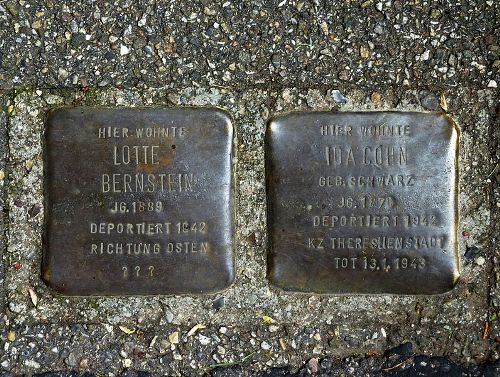 HIER WOHNTE
LOTTE
BERNSTEIN
JG. 1899
DEPORTIERT 1942
RICHTUNG OSTEN
???
HIER WOHNTE
IDA COHN
GEB. SCHWARZ
JG. 1870
DEPORTIERT 1942
KZ THERESIENSTADT
TOT 13.1.1943